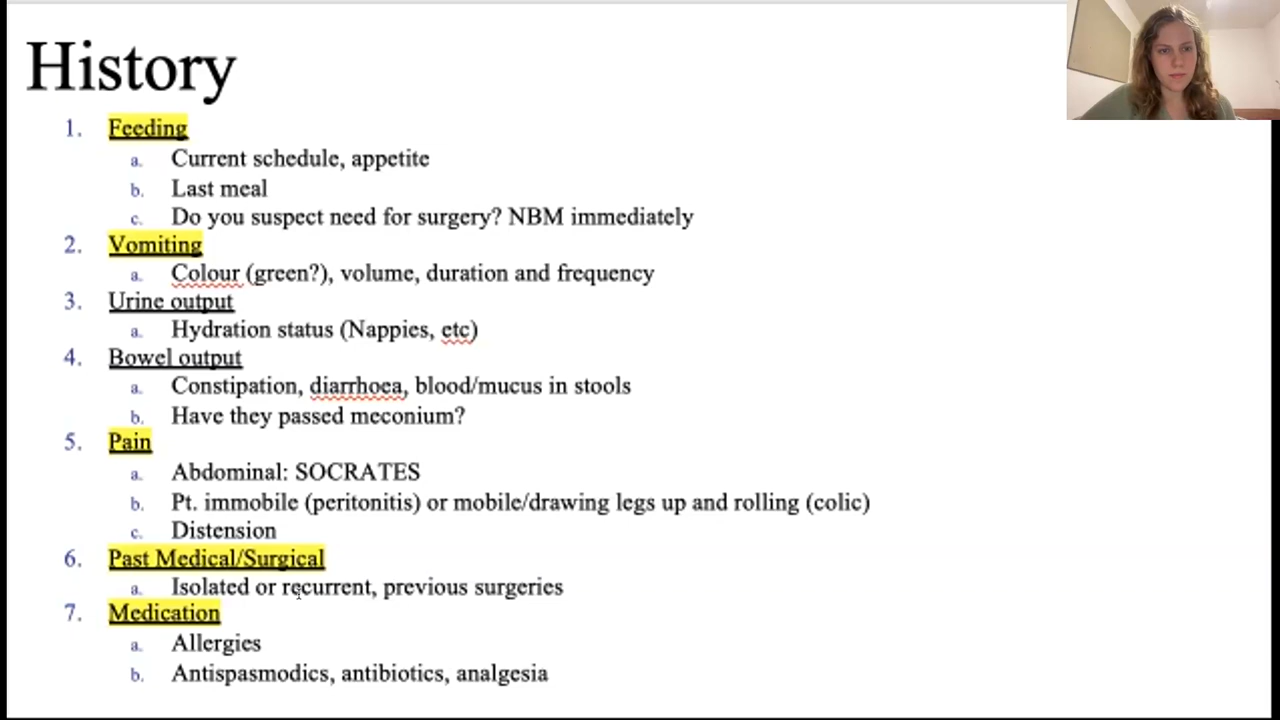 History
1. Feeding
a. Current schedule, appetite
b. Last meal
c. Do you suspect need for surgery? NBM immediately
2. Vomiting
a. Colour (green?), volume, duration and frequency
3. Urine output
a. Hydration status (Nappies, etc)
4. Bowel output
a. Constipation, diarrhoea, blood/mucus in stools
b. Have they passed meconium?
5. Pain
a. Abdominal: SOCRATES
b. Pt. immobile (peritonitis) or mobile/drawing legs up and rolling (colic)
c. Distension
6. Past Medical/Surgical
a. Isolated or recurrent, previous surgeries
7. Medication
a. Allergies
b. Antispasmodics, antibiotics, analgesia